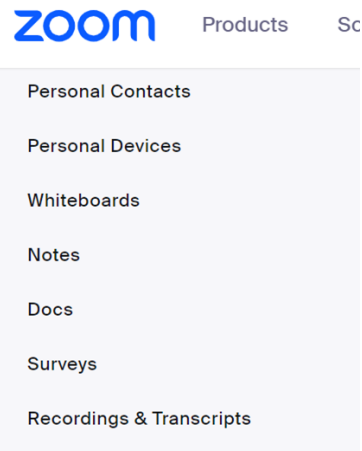 zoom Products
Personal Contacts
Personal Devices
Whiteboards
Notes
Docs
Surveys
Recordings & Transcripts